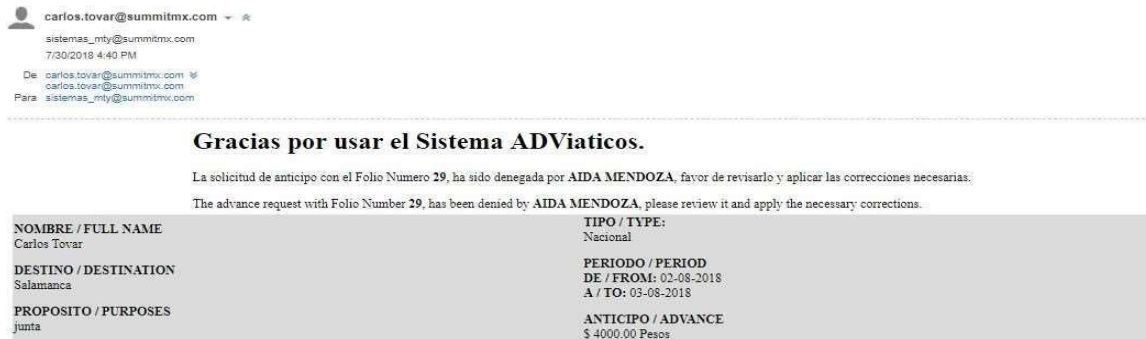 carlos.tovar@summitmx.com
sistemas_mty@summitmx.com
7/30/2018 4:40 PM
De carlos.tovar@summitmx.com
carlos.tovar@summitmx.com
Para sistemas_mty@summitmx.com
Gracias por usar el Sistema ADViaticos.
La solicitud de anticipo con el Folio Numero 29, ha sido denegada por AIDA MENDOZA, favor de revisarlo y aplicar las correcciones necesarias.
The advance request with Folio Number 29, has been denied by AIDA MENDOZA, please review it and apply the necessary corrections.
NOMBRE / FULL NAME
Carlos Tovar
DESTINO / DESTINATION
Salamanca
PROPOSITO / PURPOSES
junta
TIPO / TYPE:
Nacional
PERIODO / PERIOD
DE / FROM: 02-08-2018
A / TO: 03-08-2018
ANTICIPO / ADVANCE
$ 4000.00 Pesos